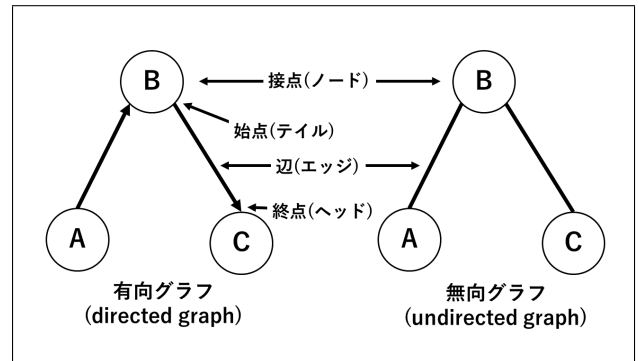 B
接点(ノード)
B
始点(テイル)
辺(エッジ)
終点(ヘッド)
A
C
A
C
有向グラフ
(directed graph)
無向グラフ
(undirected graph)